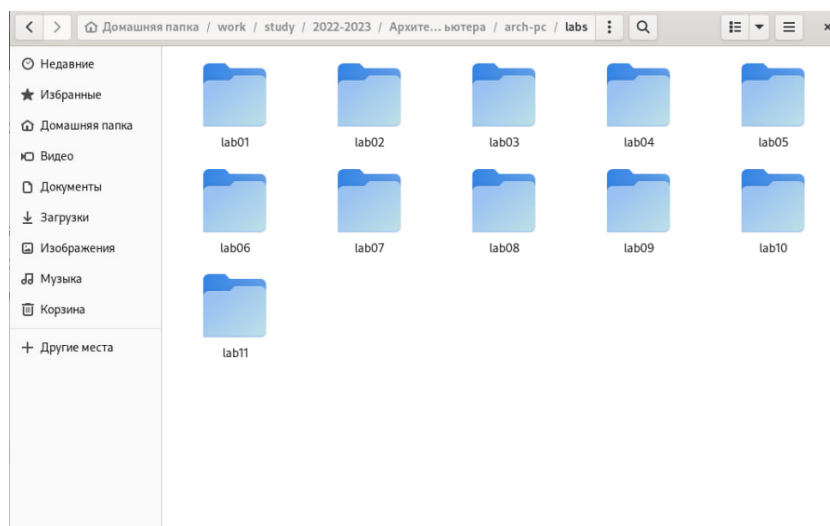 Домашняя папка / work / study / 2022-2023 / Архите... ьютера / arch-pc / labs
Недавние
Избранные
Домашняя папка
Видео
Документы
Загрузки
Изображения
Музыка
Корзина
Другие места
lab01 lab02 lab03 lab04 lab05
lab06 lab07 lab08 lab09 lab10
lab11